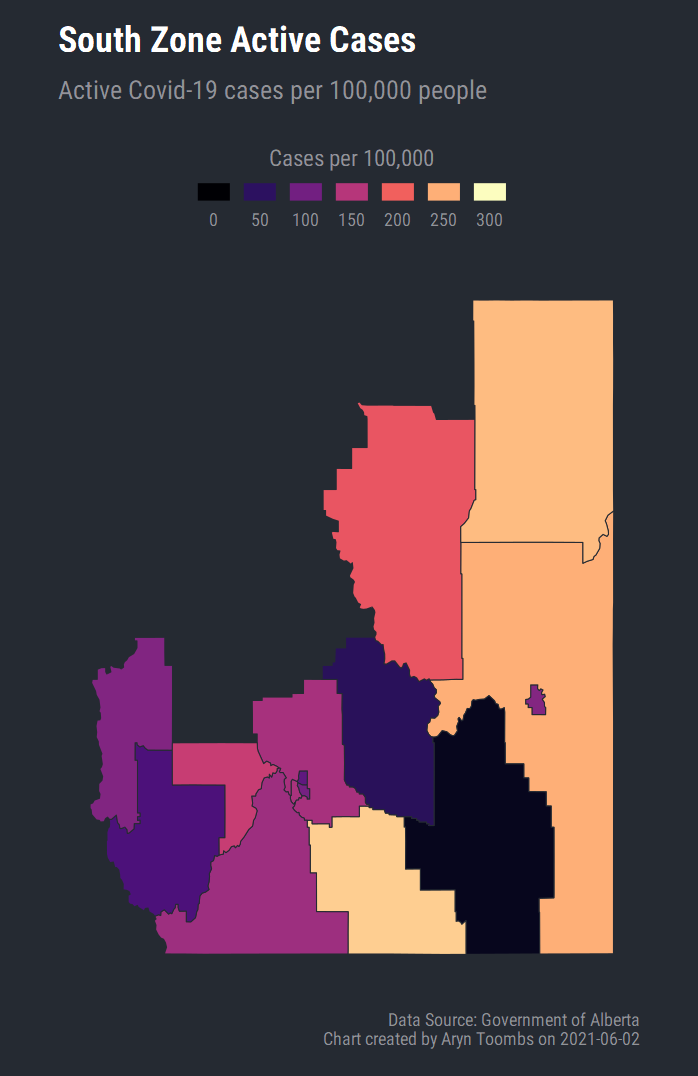 South Zone Active Cases
Active Covid-19 cases per 100,000 people
Cases per 100,000
0 50 100 150 200 250 300
Data Source: Government of Alberta
Chart created by Aryn Toombs on 2021-06-02